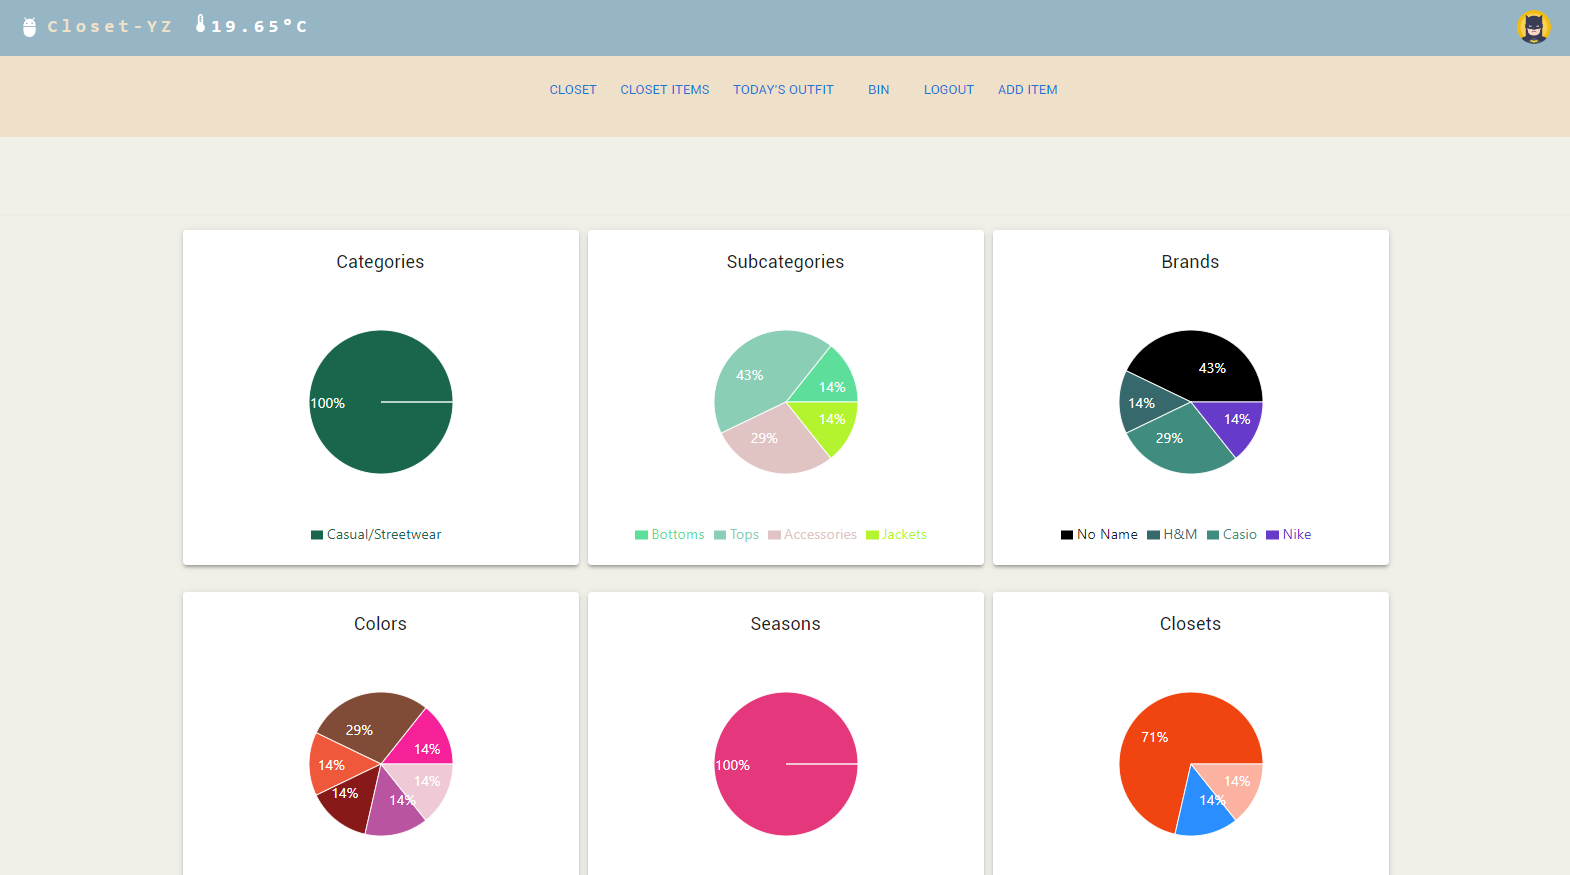 Closet-YZ 19.65°C
CLOSET CLOSET ITEMS TODAY'S OUTFIT BIN LOGOUT ADD ITEM
Categories
100%
Casual/Streetwear
Subcategories
43%
14%
14%
29%
Bottoms Tops Accessories Jackets
Brands
43%
14%
14%
29%
No Name H&M Casio Nike
Colors
29%
14%
14%
14%
14%
14%
Seasons
100%
Closets
71%
14%
14%